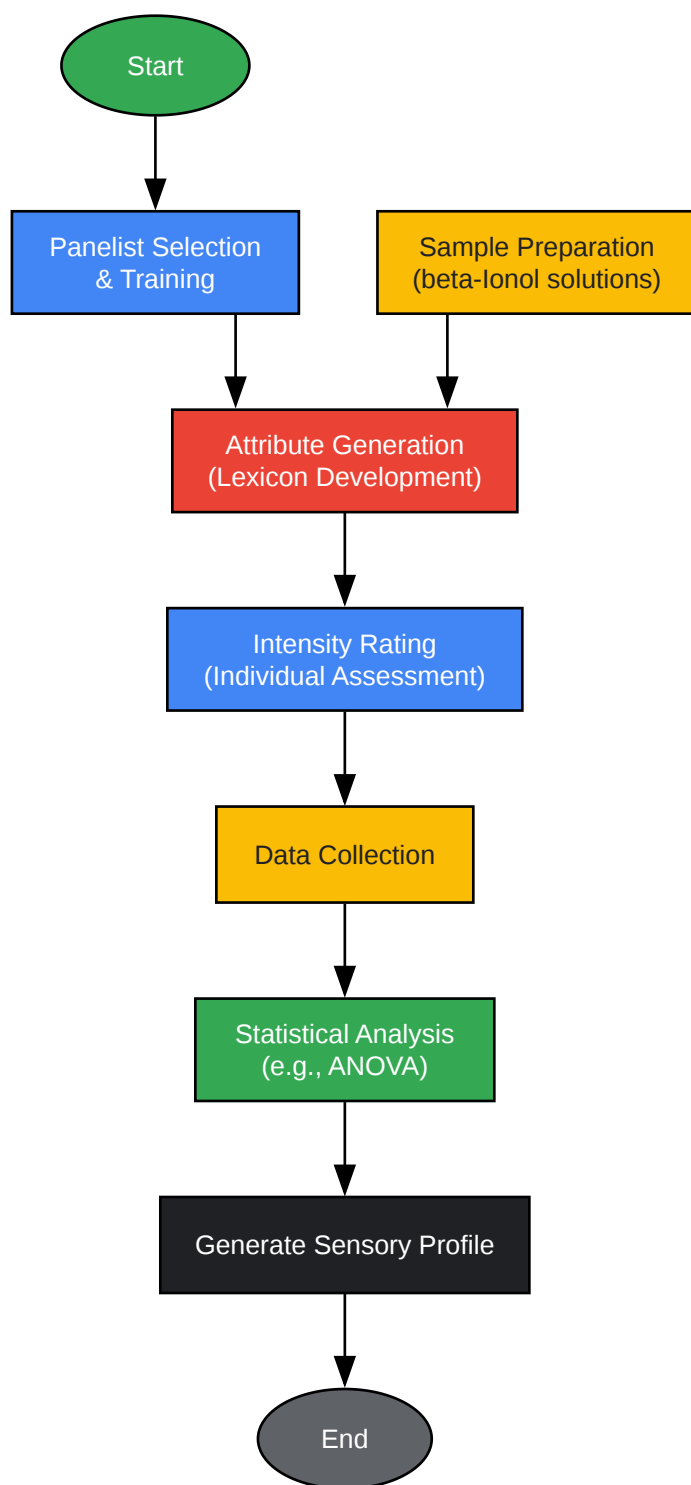 Start
Panelist Selection
& Training
Sample Preparation
(beta-Ionol solutions)
Attribute Generation
(Lexicon Development)
Intensity Rating
(Individual Assessment)
Data Collection
Statistical Analysis
(e.g., ANOVA)
Generate Sensory Profile
End